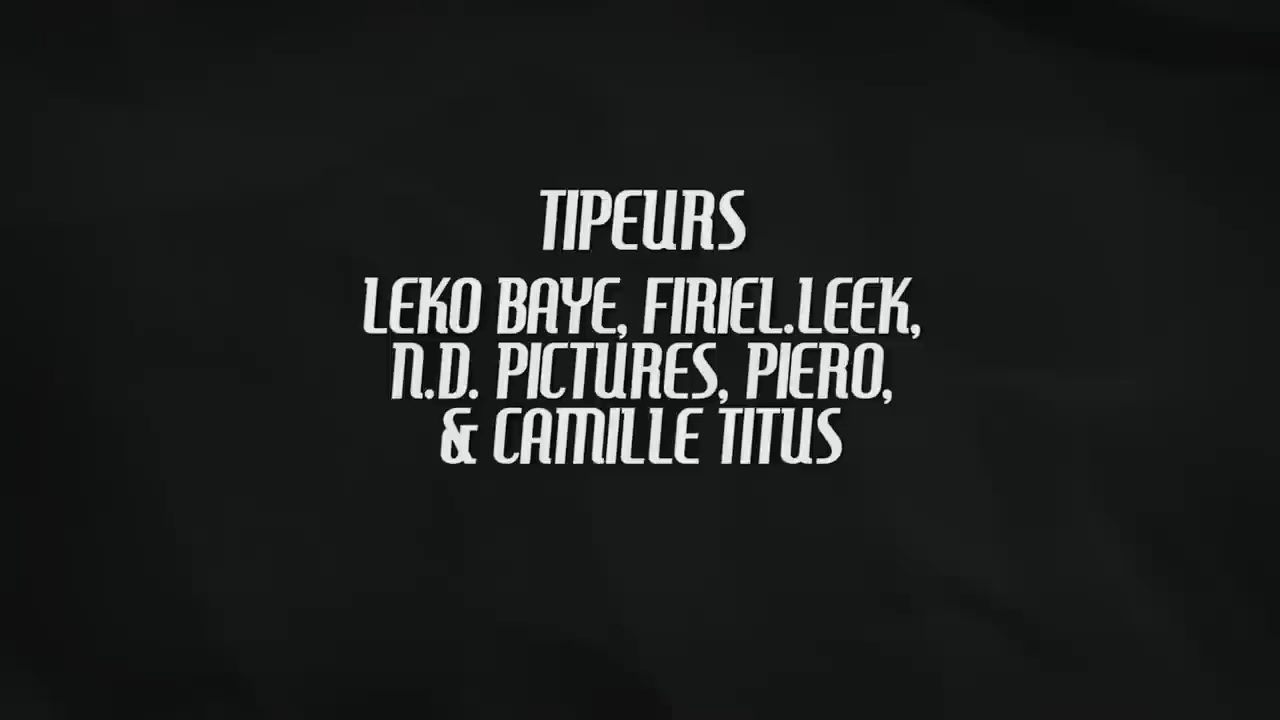 TIPEURS
LEKO BAYE, FIRIEL.LEEK,
N.D. PICTURES, PIERO,
& CAMILLE TITUS